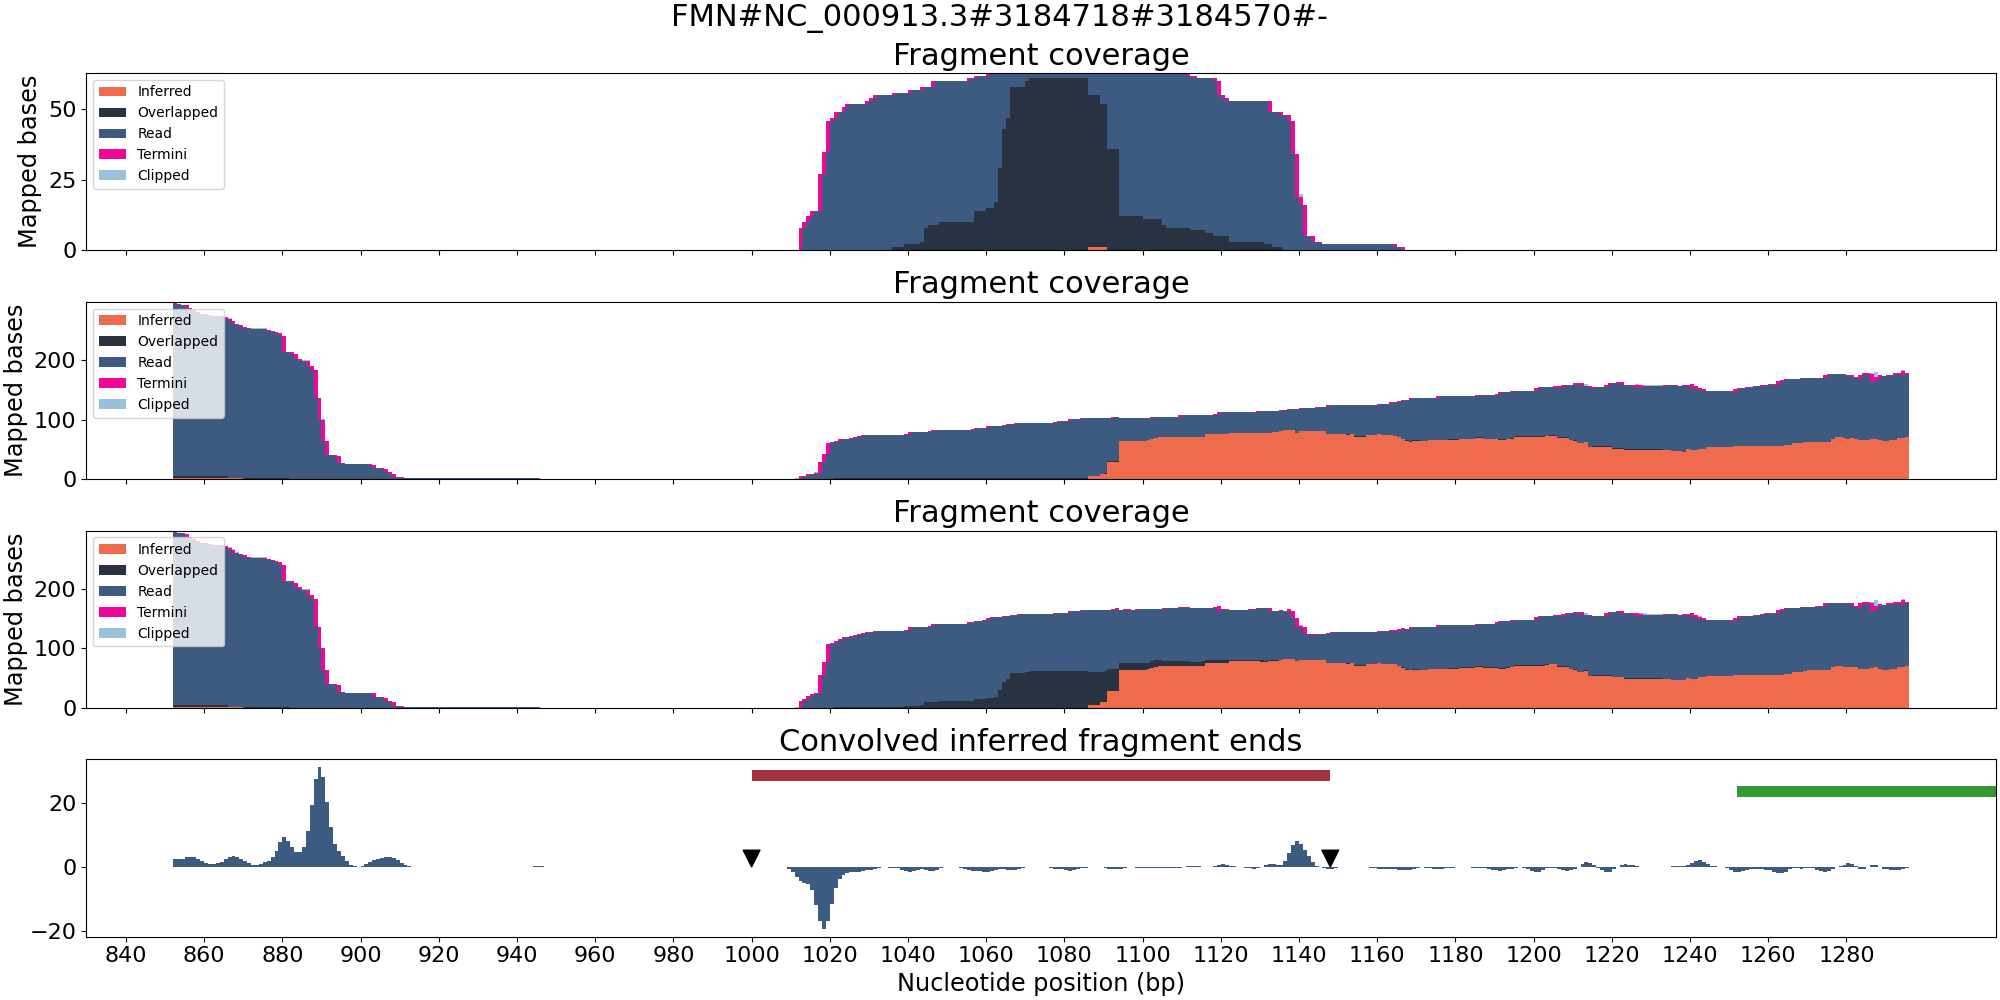 FMN#NC_000913.3#3184718#3184570#-
Fragment coverage
Mapped bases
50
25
0
Inferred
Overlapped
Read
Termini
Clipped
Fragment coverage
Mapped bases
200
100
0
Inferred
Overlapped
Read
Termini
Clipped
Fragment coverage
Mapped bases
200
100
0
Inferred
Overlapped
Read
Termini
Clipped
Convolved inferred fragment ends
20
0
−20
840 860 880 900 920 940 960 980 1000 1020 1040 1060 1080 1100 1120 1140 1160 1180 1200 1220 1240 1260 1280
Nucleotide position (bp)